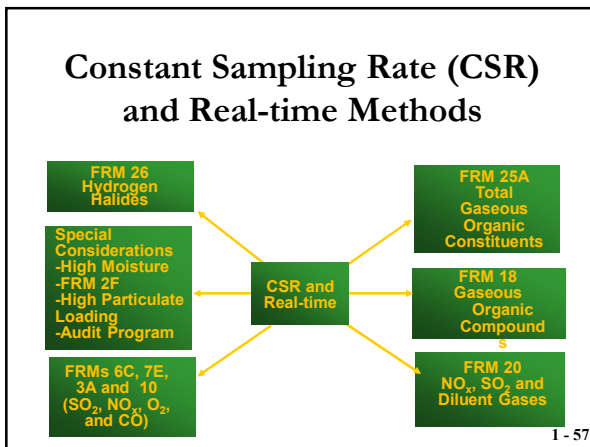 Constant Sampling Rate (CSR)
and Real-time Methods
FRM 26
Hydrogen
Halides
FRM 25A
Total
Gaseous
Organic
Constituents
Special
Considerations
-High Moisture
-FRM 2F
-High Particulate
Loading
-Audit Program
CSR and
Real-time
FRM 18
Gaseous
Organic
Compound
s
FRMs 6C, 7E,
3A and 10
(SO₂, NOₓ, O₂,
and CO)
FRM 20
NOₓ, SO₂ and
Diluent Gases
1 - 57